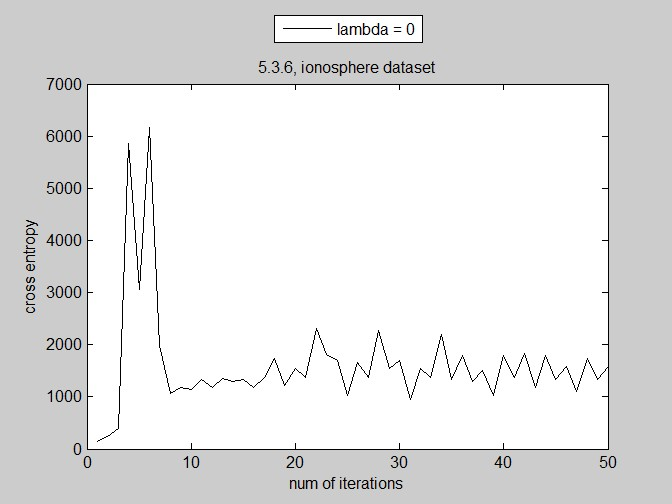 lambda = 0
5.3.6, ionosphere dataset
7000
6000
5000
4000
3000
2000
1000
0
cross entropy
0 10 20 30 40 50
num of iterations